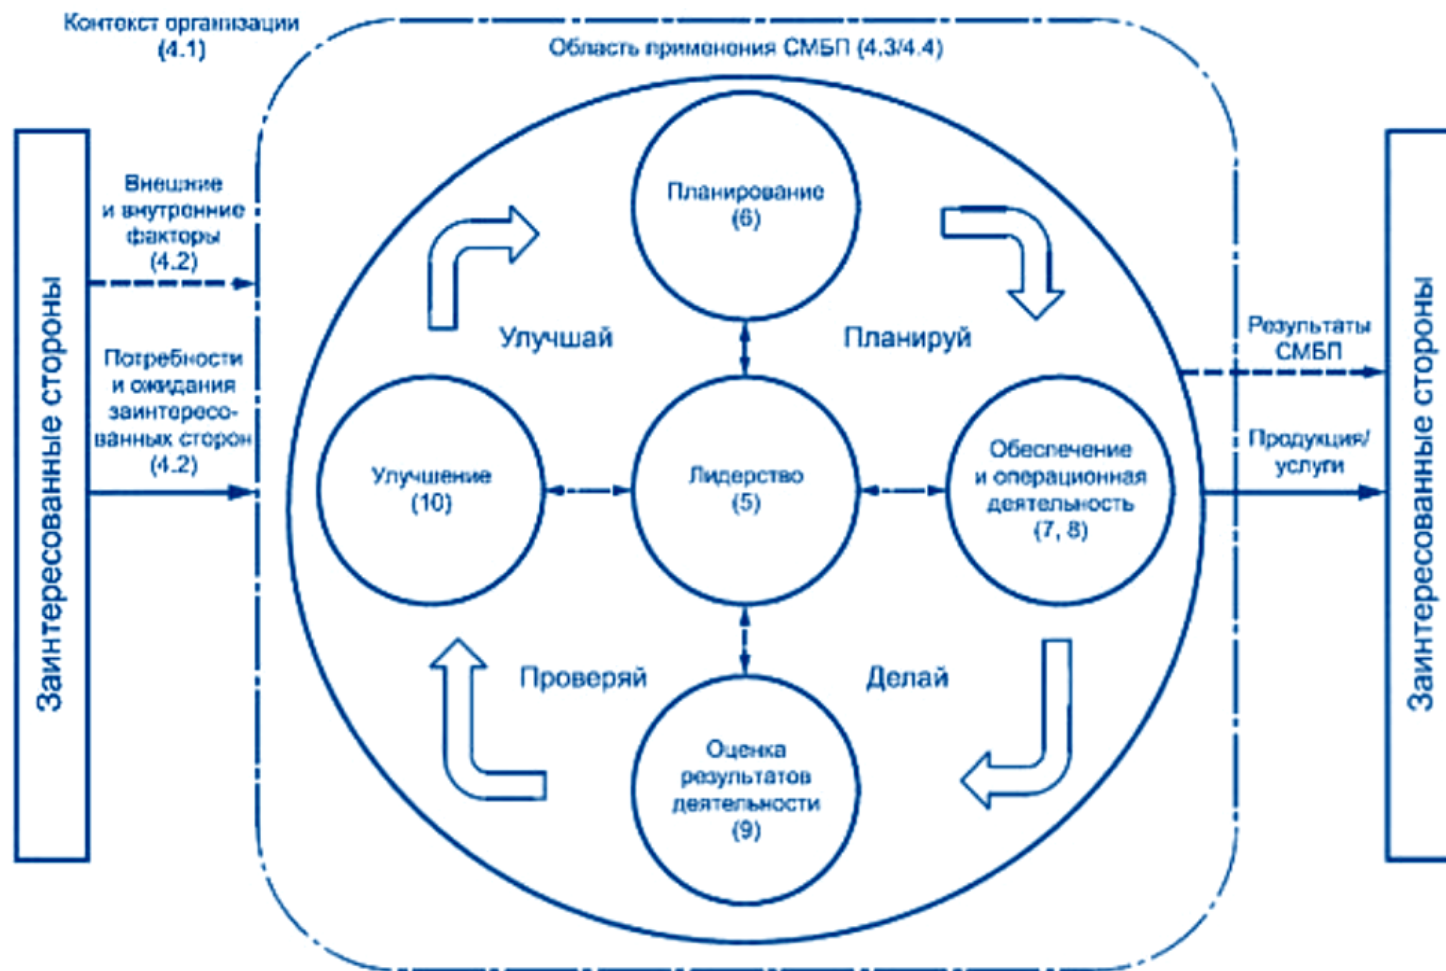 Контекст организации
(4.1)
Область применения СМБП (4.3/4.4)
Заинтересованные стороны
Внешние
и внутренние
факторы
(4.2)
Потребности
и ожидания
заинтересо-
ванных сторон
(4.2)
Планирование
(6)
Улучшай
Планируй
Улучшение
(10)
Лидерство
(5)
Обеспечение
и операционная
деятельность
(7, 8)
Проверяй
Делай
Оценка
результатов
деятельности
(9)
Результаты
СМБП
Продукция/
услуги
Заинтересованные стороны